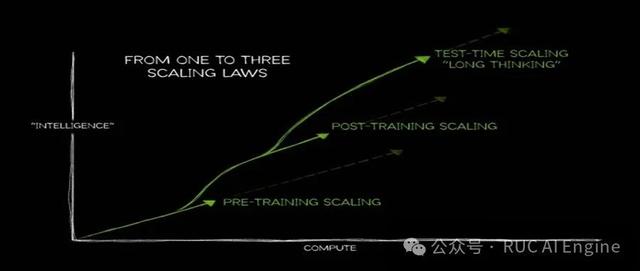 FROM ONE TO THREE
SCALING LAWS
TEST-TIME SCALING
"LONG THINKING"
"INTELLIGENCE"
POST-TRAINING SCALING
PRE-TRAINING SCALING
COMPUTE
公众号 · RUC AI Engine